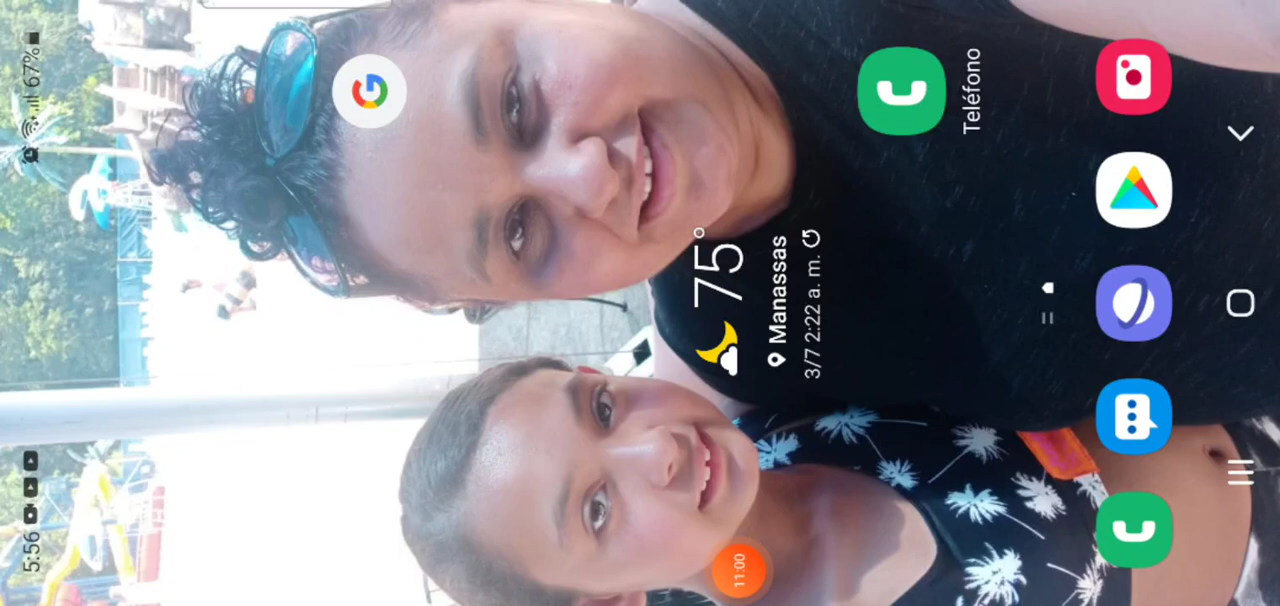 5:56
67%
G
75°
Manassas
3/7 2:22 a. m.
Teléfono
11:00